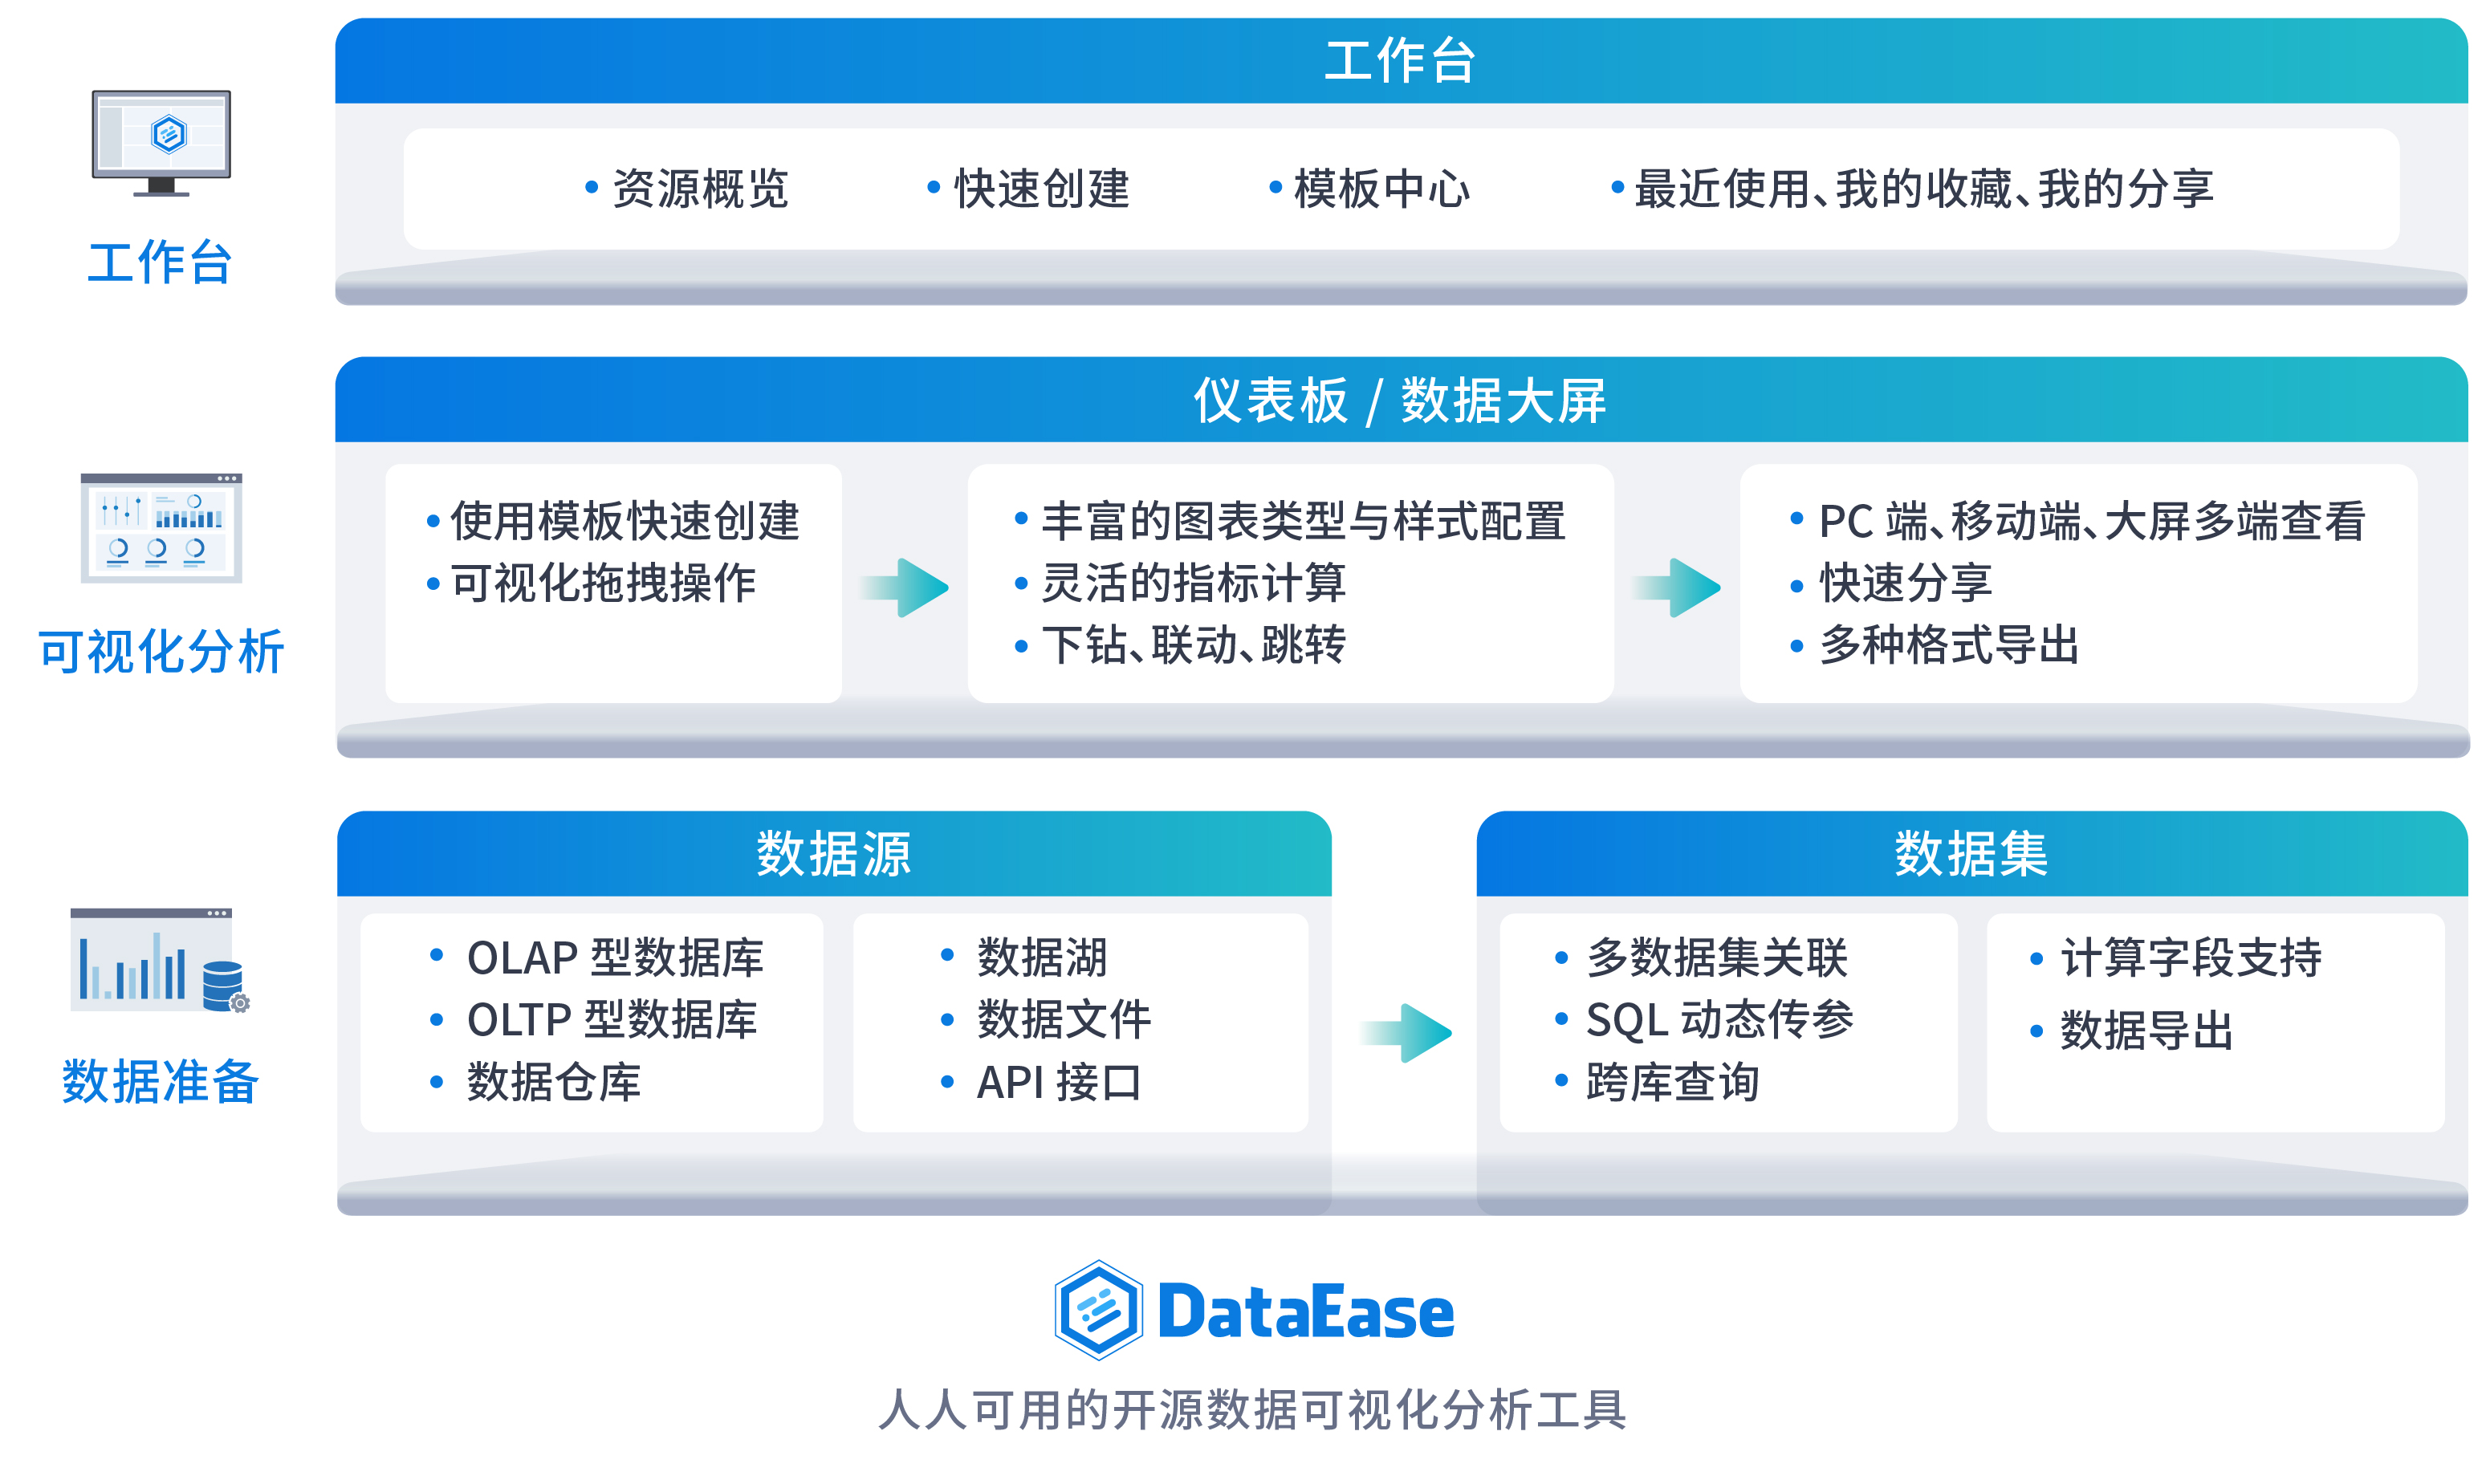 工作台
工作台
资源概览
快速创建
模板中心
最近使用、我的收藏、我的分享
可视化分析
仪表板 / 数据大屏
使用模板快速创建
可视化拖拽操作
丰富的图表类型与样式配置
灵活的指标计算
下钻、联动、跳转
PC 端、移动端、大屏多端查看
快速分享
多种格式导出
数据准备
数据源
OLAP 型数据库
OLTP 型数据库
数据仓库
数据湖
数据文件
API 接口
数据集
多数据集关联
SQL 动态传参
跨库查询
计算字段支持
数据导出
DataEase
人人可用的开源数据可视化分析工具